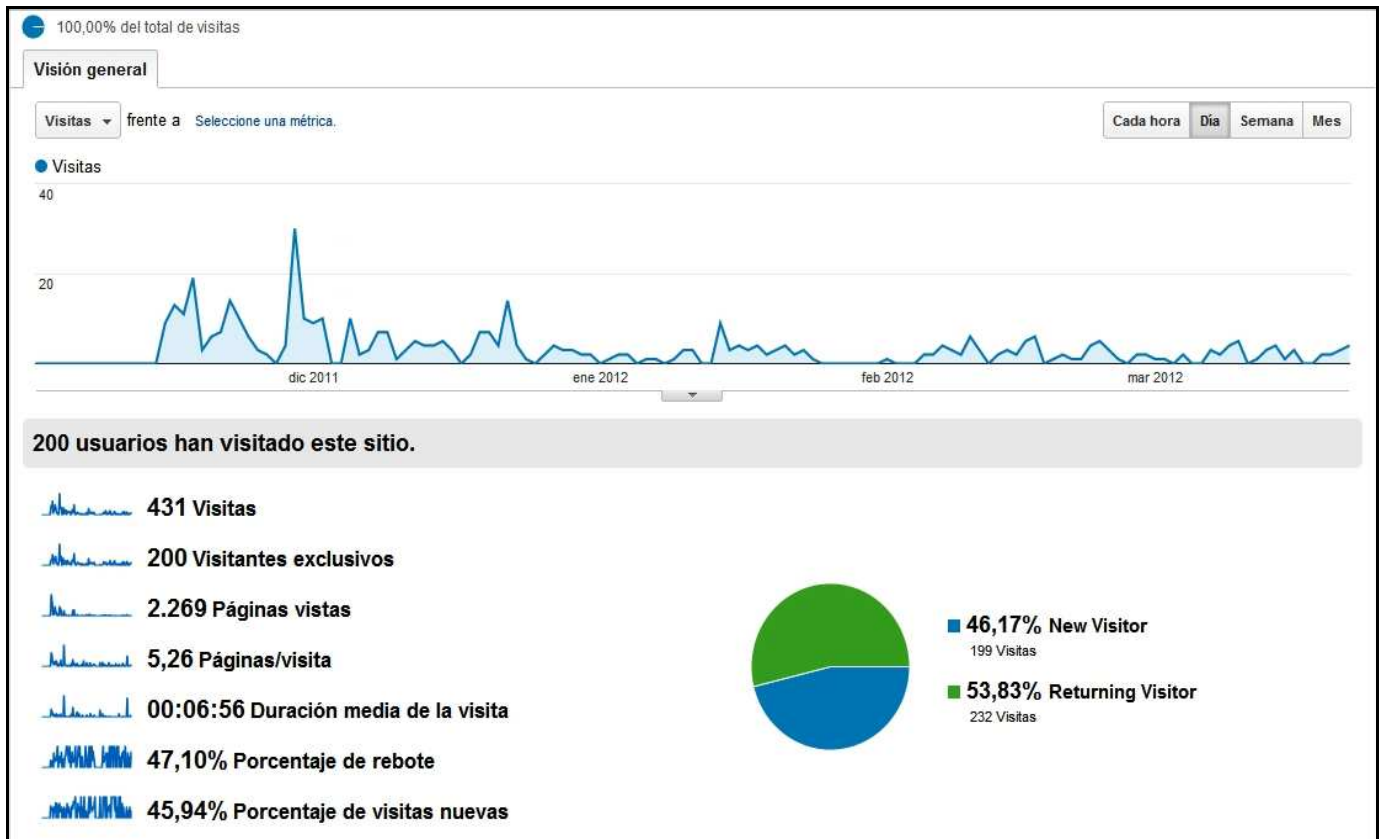 100,00% del total de visitas
Visión general
Visitas frente a Seleccione una métrica.
Cada hora Día Semana Mes
Visitas
40
20
dic 2011 ene 2012 feb 2012 mar 2012
200 usuarios han visitado este sitio.
431 Visitas
200 Visitantes exclusivos
2.269 Páginas vistas
5,26 Páginas/visita
00:06:56 Duración media de la visita
47,10% Porcentaje de rebote
45,94% Porcentaje de visitas nuevas
46,17% New Visitor
199 Visitas
53,83% Returning Visitor
232 Visitas